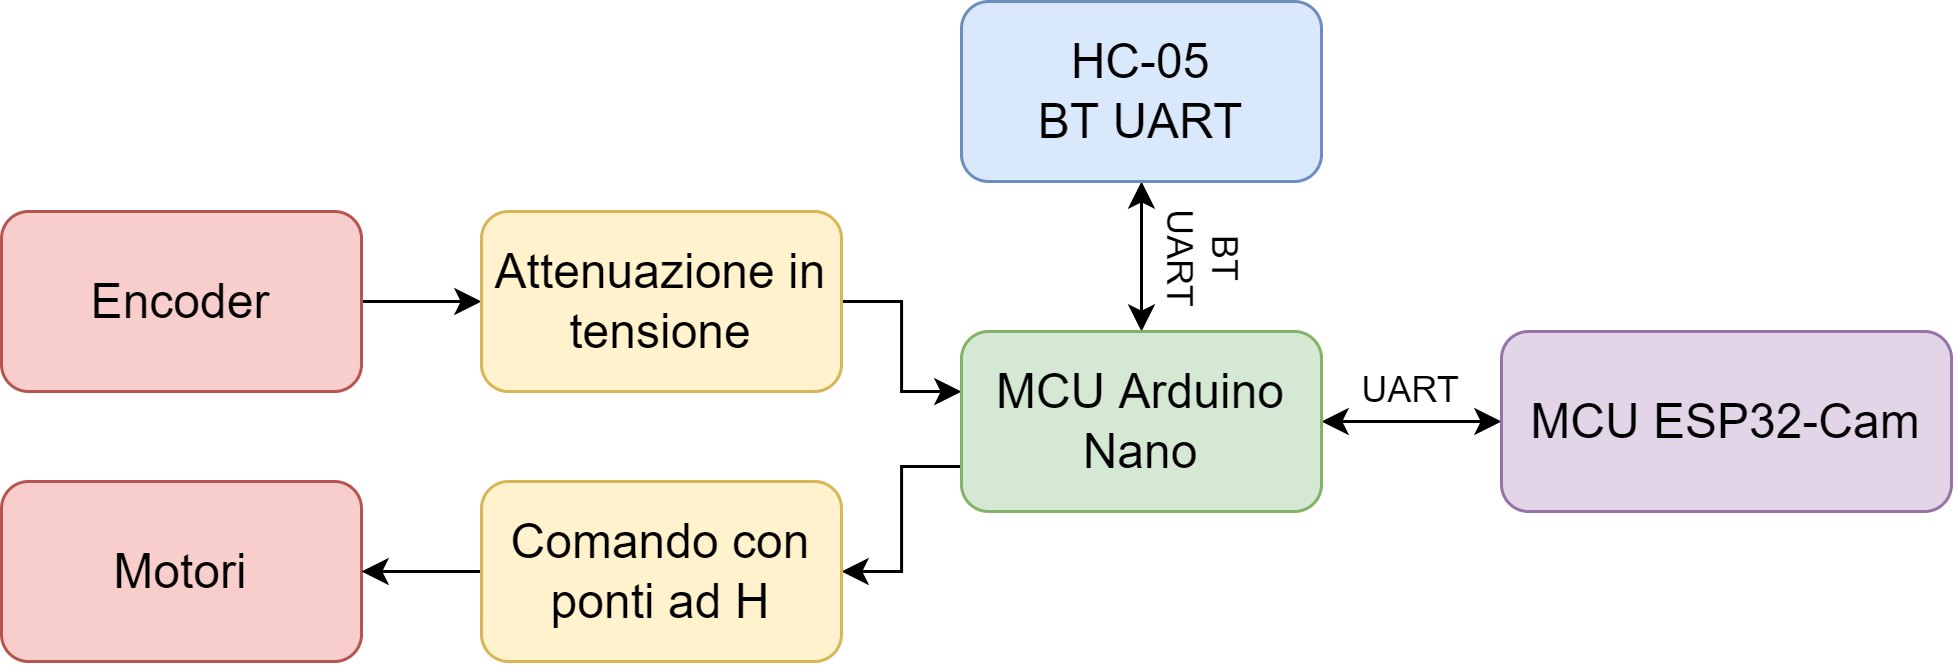 HC-05
BT UART
BT
UART
Encoder
Attenuazione in
tensione
MCU Arduino
Nano
UART
MCU ESP32-Cam
Motori
Comando con
ponti ad H